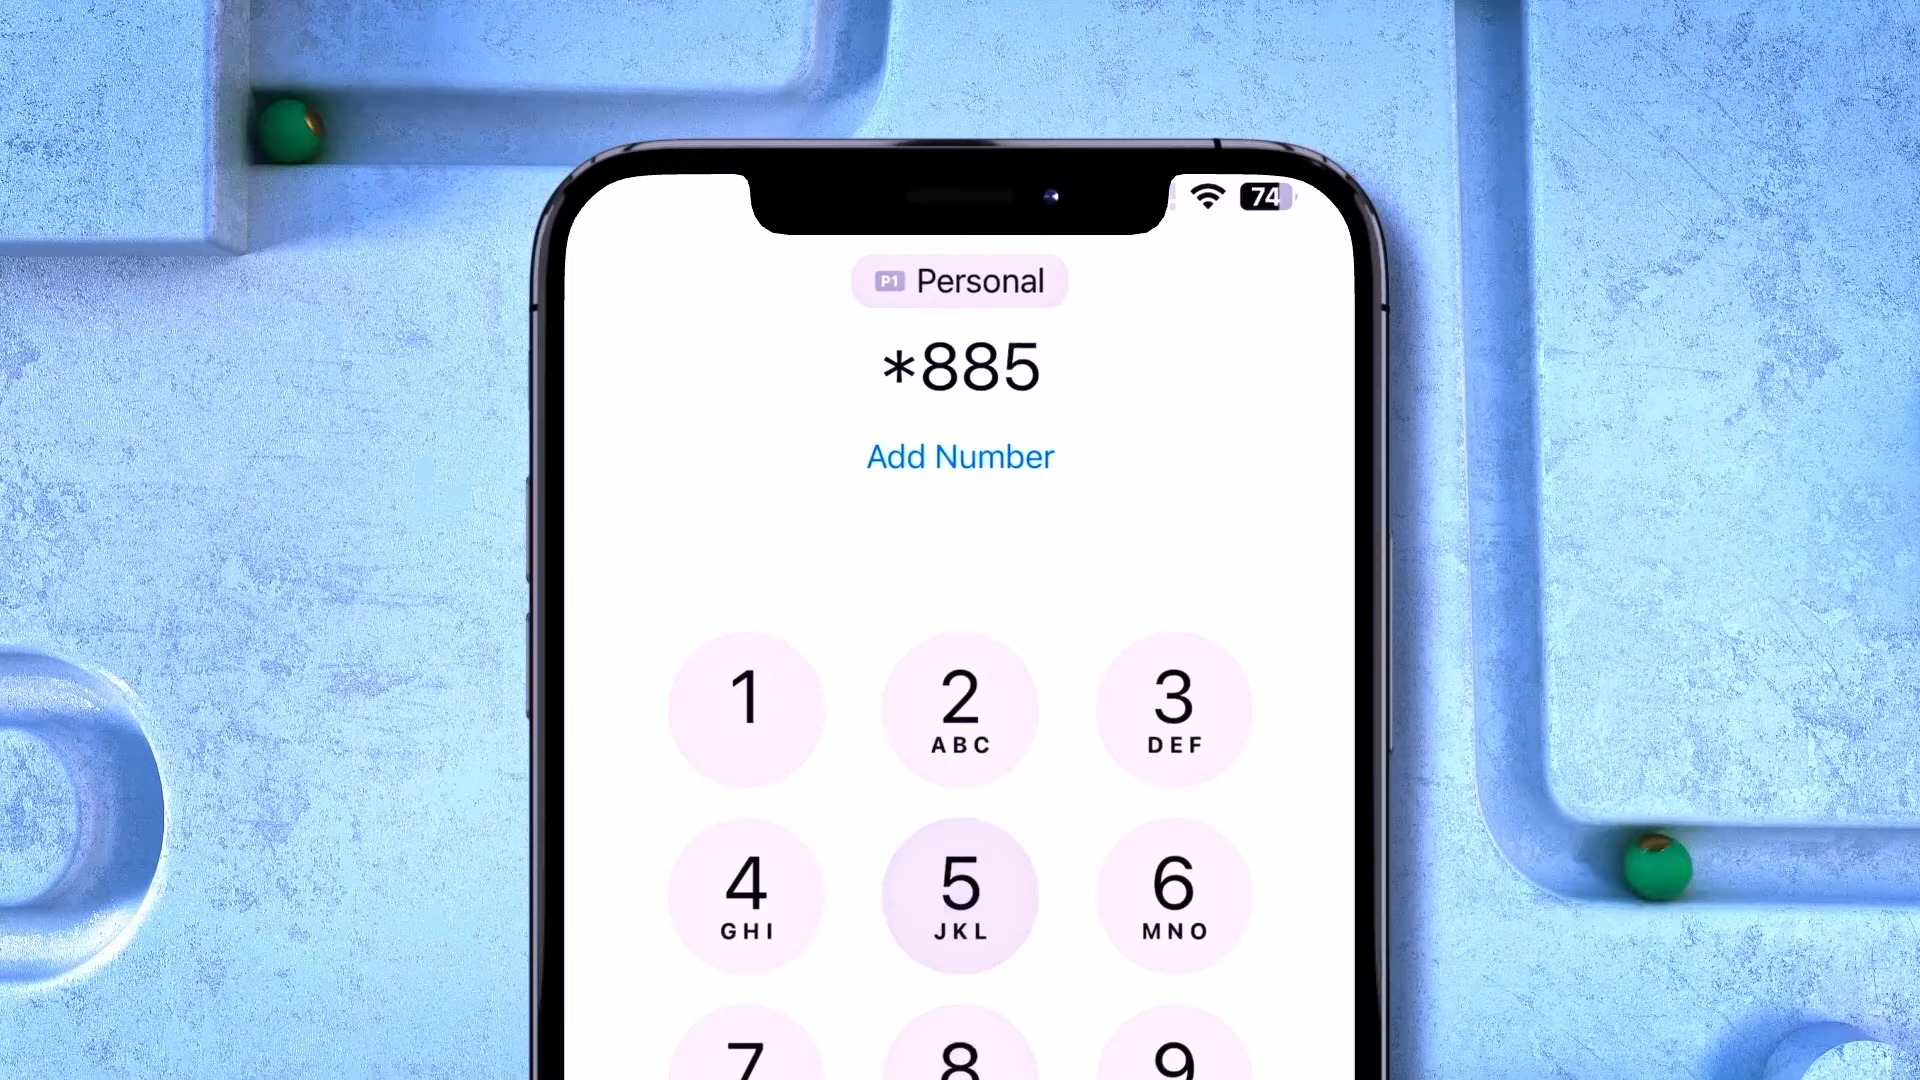 74
P1 Personal
*885
Add Number
1 2 3
ABC DEF
4 5 6
GHI JKL MNO
7 8 9